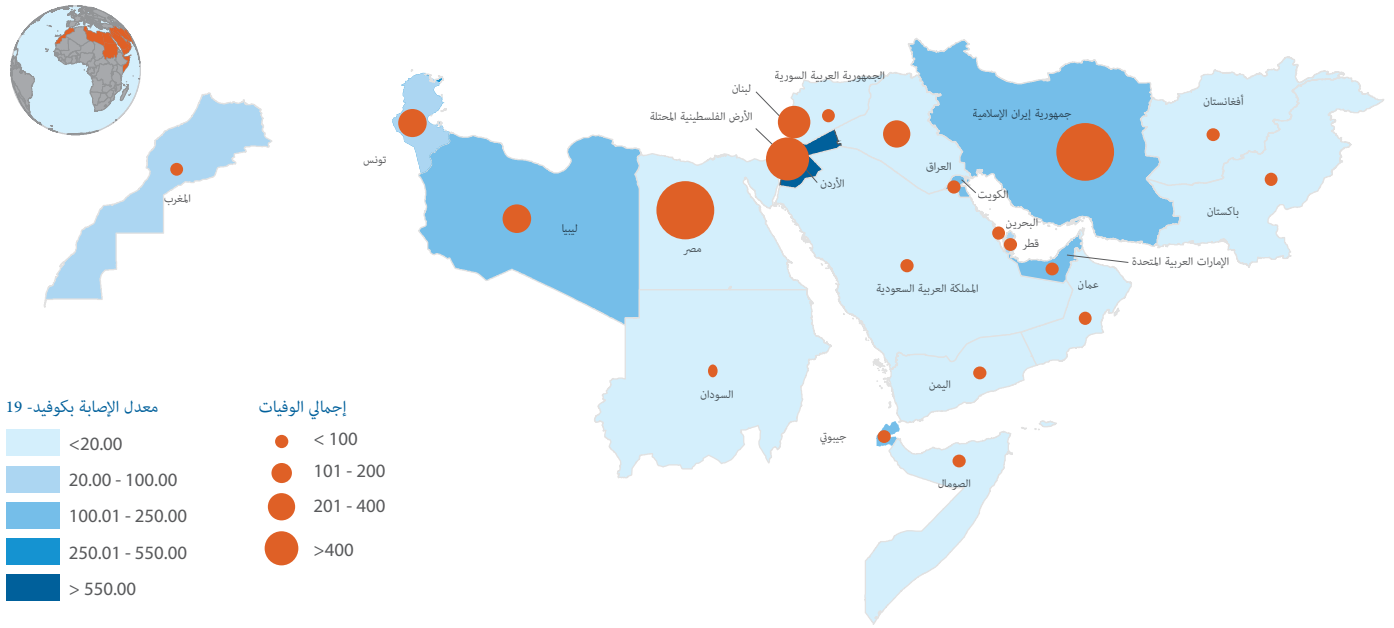 الجمهورية العربية السورية
لبنان
الأرض الفلسطينية المحتلة
أفغانستان
جمهورية إيران الإسلامية
تونس
العراق
الأردن
الكويت
المغرب
باكستان
البحرين
ليبيا
قطر
مصر
الإمارات العربية المتحدة
المملكة العربية السعودية
عمان
اليمن
السودان
جيبوتي
الصومال
معدل الإصابة بكوفيد- 19
<20.00
20.00 - 100.00
100.01 - 250.00
250.01 - 550.00
> 550.00
إجمالي الوفيات
< 100
101 - 200
201 - 400
>400